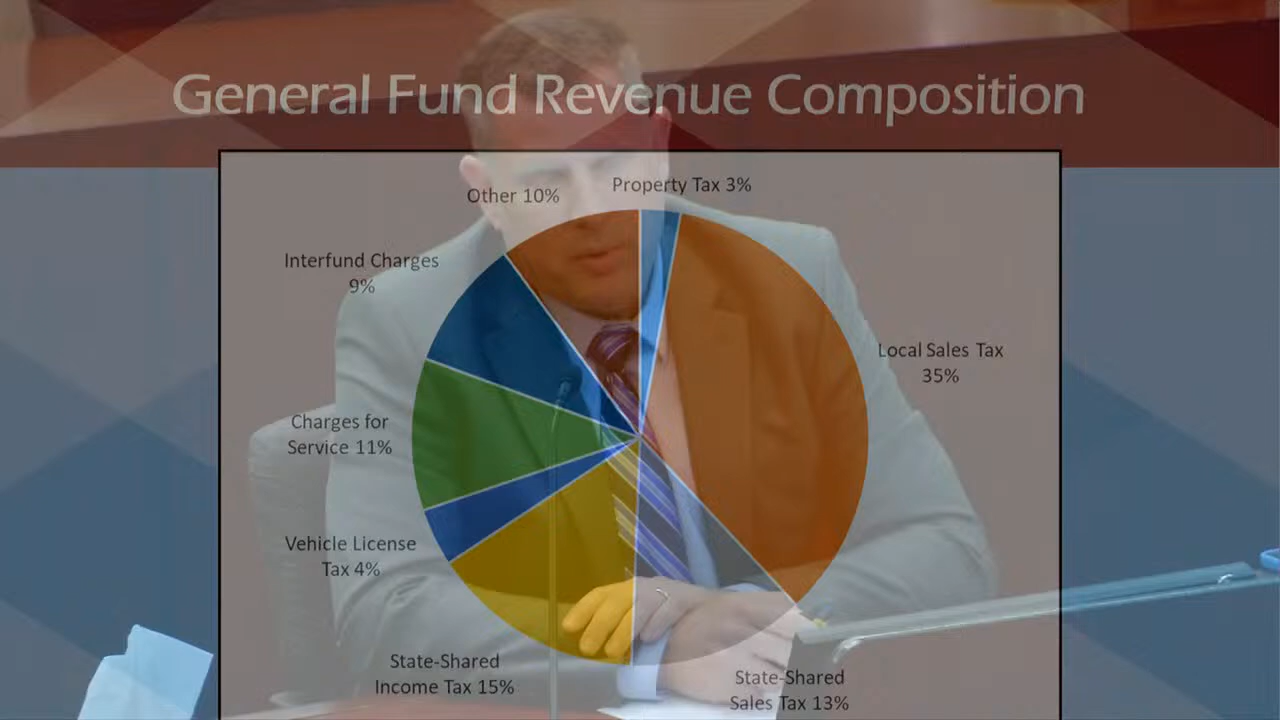 General Fund Revenue Composition
Other 10%
Property Tax 3%
Interfund Charges
9%
Local Sales Tax
35%
Charges for
Service 11%
Vehicle License
Tax 4%
State-Shared
Income Tax 15%
State-Shared
Sales Tax 13%